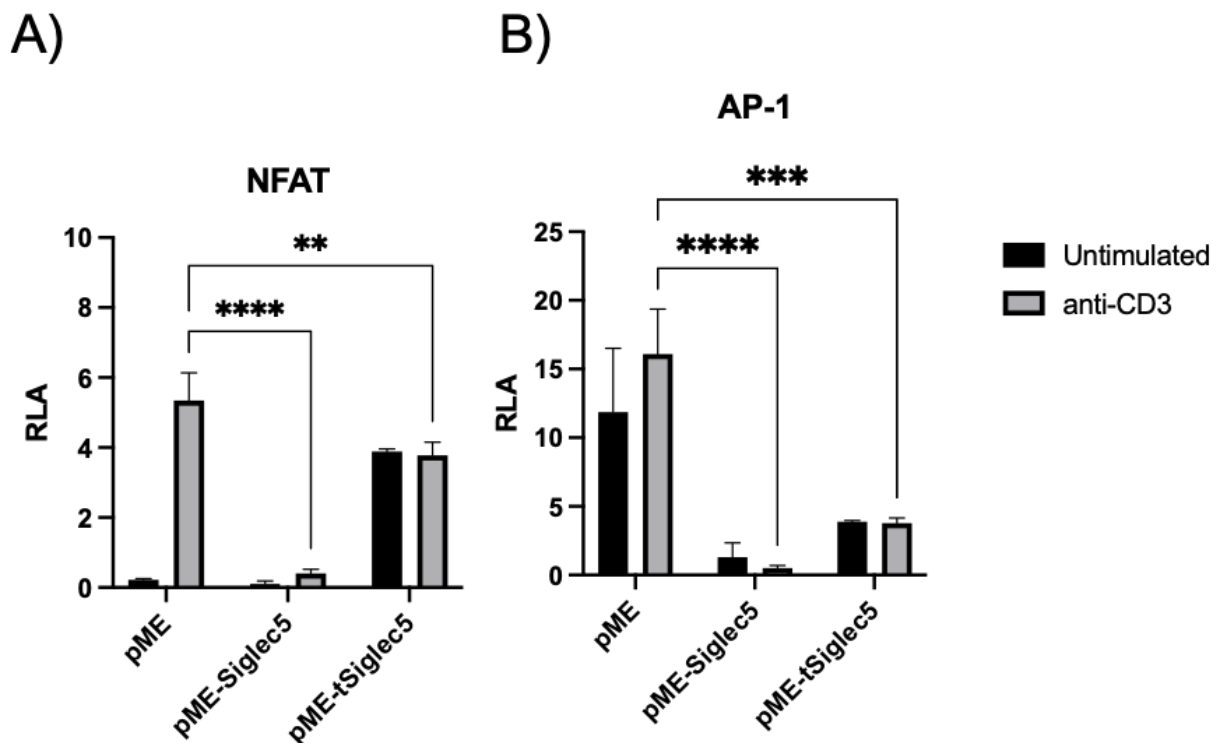 A)
B)
NFAT
**
****
10
8
6
4
2
0
RLA
pME
pME-Siglec5
pME-tSiglec5
AP-1
***
****
25
20
15
10
5
0
RLA
pME
pME-Siglec5
pME-tSiglec5
Untimulated
anti-CD3